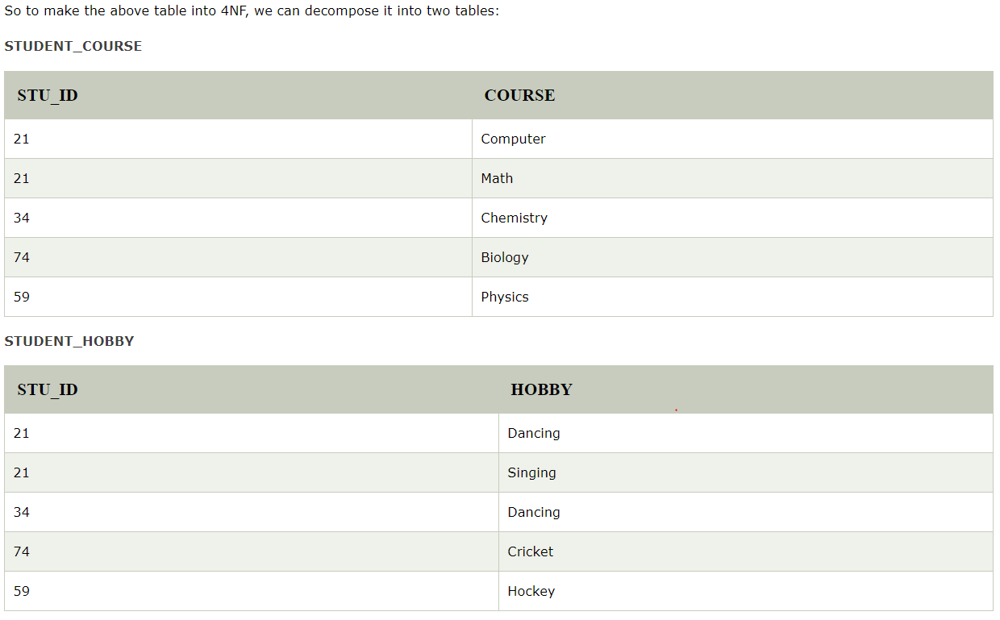 So to make the above table into 4NF, we can decompose it into two tables:
STUDENT_COURSE
STU_ID COURSE
21 Computer
21 Math
34 Chemistry
74 Biology
59 Physics
STUDENT_HOBBY
STU_ID HOBBY
21 Dancing
21 Singing
34 Dancing
74 Cricket
59 Hockey